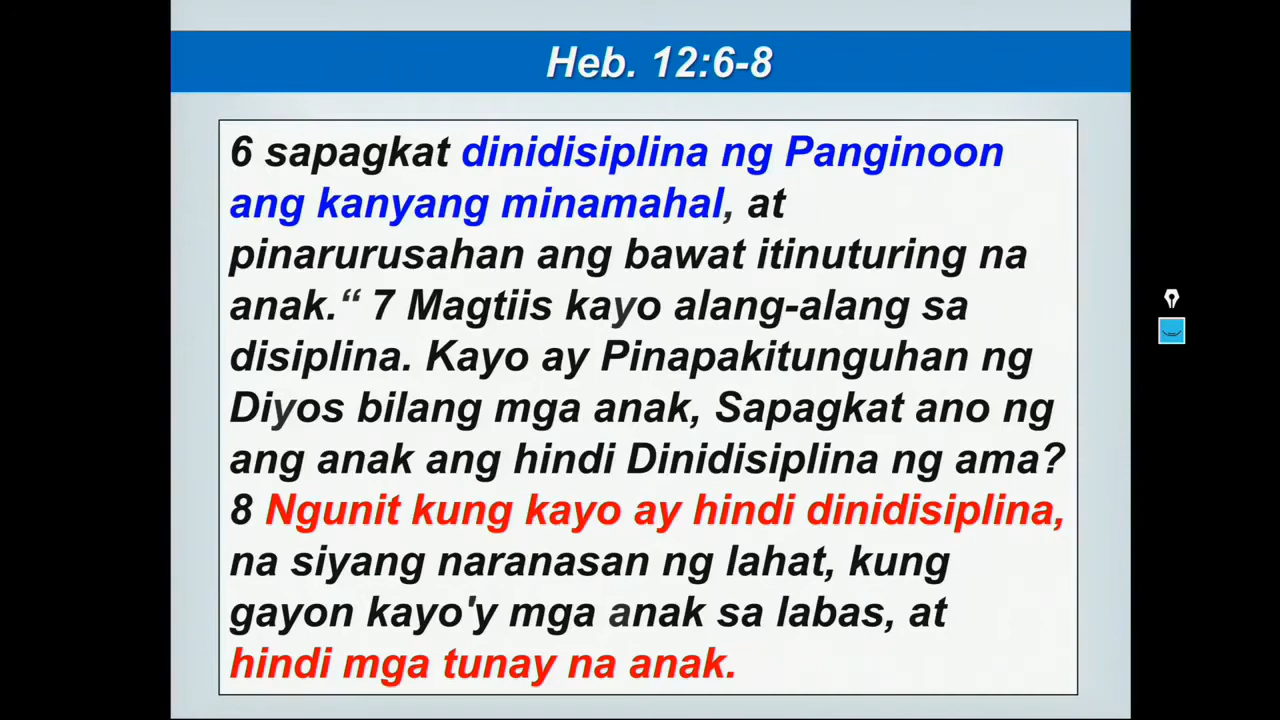 Heb. 12:6-8
6 sapagkat dinidisiplina ng Panginoon
ang kanyang minamahal, at
pinarurusahan ang bawat itinuturing na
anak.“ 7 Magtiis kayo alang-alang sa
disiplina. Kayo ay Pinapakitunguhan ng
Diyos bilang mga anak, Sapagkat ano ng
ang anak ang hindi Dinidisiplina ng ama?
8 Ngunit kung kayo ay hindi dinidisiplina,
na siyang naranasan ng lahat, kung
gayon kayo'y mga anak sa labas, at
hindi mga tunay na anak.